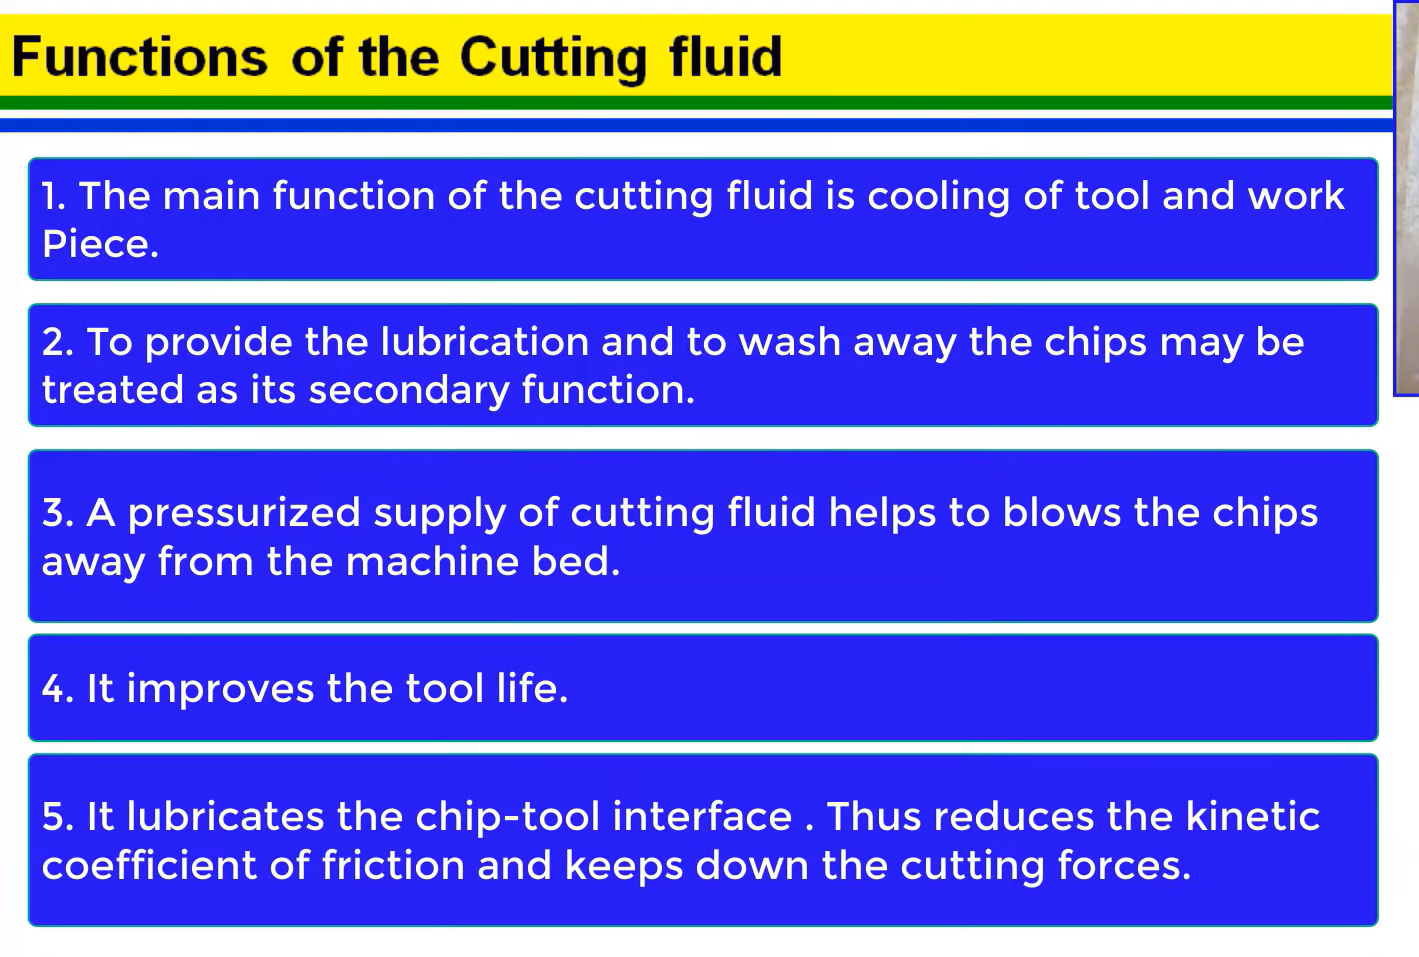 Functions of the Cutting fluid
1. The main function of the cutting fluid is cooling of tool and work
Piece.
2. To provide the lubrication and to wash away the chips may be
treated as its secondary function.
3. A pressurized supply of cutting fluid helps to blows the chips
away from the machine bed.
4. It improves the tool life.
5. It lubricates the chip-tool interface . Thus reduces the kinetic
coefficient of friction and keeps down the cutting forces.